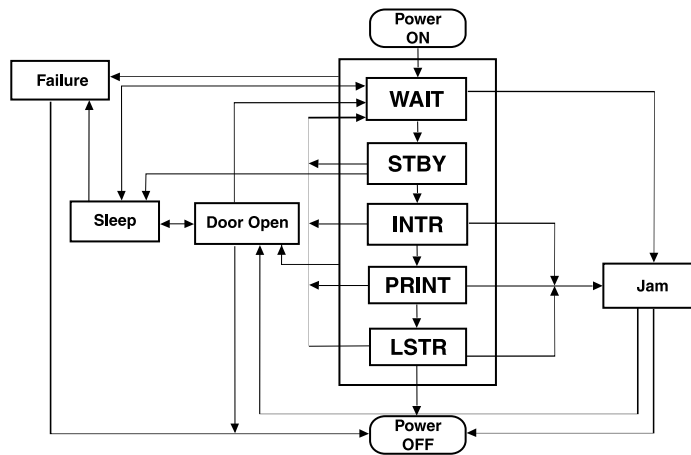 Power
ON
Failure
WAIT
STBY
Sleep
Door Open
INTR
PRINT
Jam
LSTR
Power
OFF